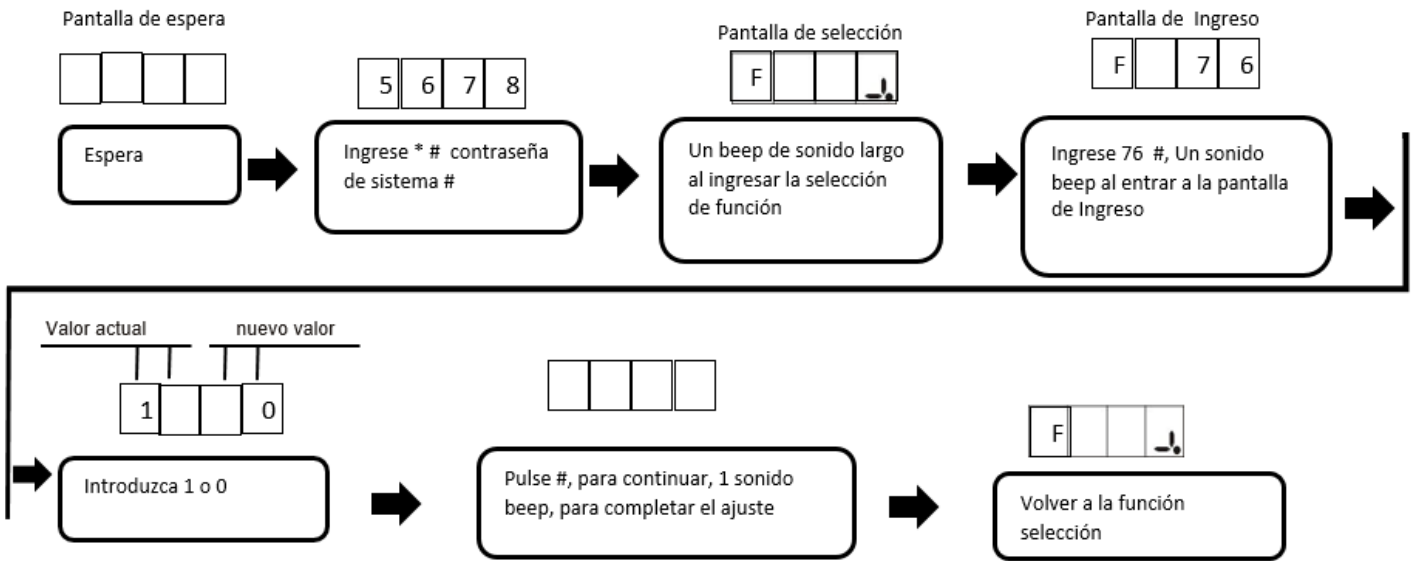 Pantalla de espera
5 6 7 8
Pantalla de selección
F
Pantalla de Ingreso
F 7 6
Espera
Ingrese * # contraseña
de sistema #
Un beep de sonido largo
al ingresar la selección
de función
Ingrese 76 #, Un sonido
beep al entrar a la pantalla
de Ingreso
Valor actual
nuevo valor
1 0
Introduzca 1 o 0
Pulse #, para continuar, 1 sonido
beep, para completar el ajuste
F
Volver a la función
selección